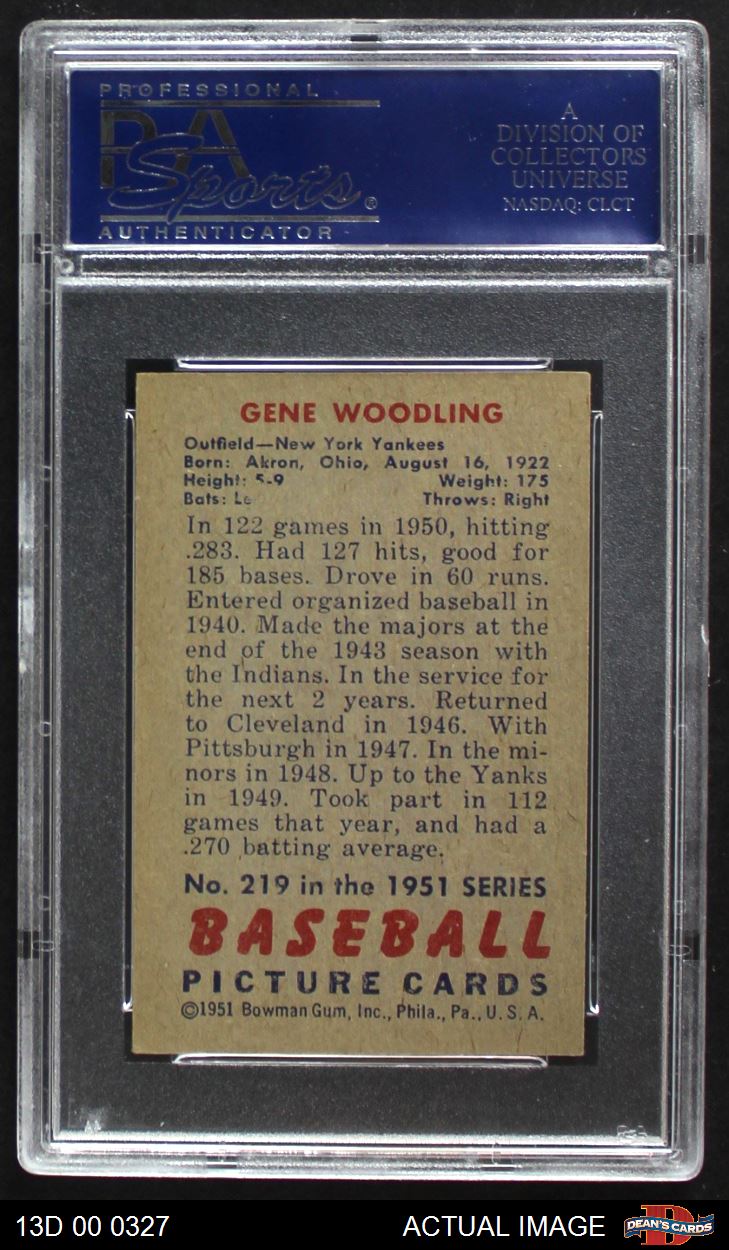 PROFESSIONAL
PSA
Sports®
AUTHENTICATOR
A
DIVISION OF
COLLECTORS
UNIVERSE
NASDAQ: CLCT
GENE WOODLING
Outfield—New York Yankees
Born: Akron, Ohio, August 16, 1922
Height: 5-9 Weight: 175
Bats: Le Throws: Right
In 122 games in 1950, hitting
.283. Had 127 hits, good for
185 bases. Drove in 60 runs.
Entered organized baseball in
1940. Made the majors at the
end of the 1943 season with
the Indians. In the service for
the next 2 years. Returned
to Cleveland in 1946. With
Pittsburgh in 1947. In the mi-
nors in 1948. Up to the Yanks
in 1949. Took part in 112
games that year, and had a
.270 batting average.
No. 219 in the 1951 SERIES
BASEBALL
PICTURE CARDS
©1951 Bowman Gum, Inc., Phila., Pa., U. S. A.
13D 00 0327 ACTUAL IMAGE DEAN'S CARDS